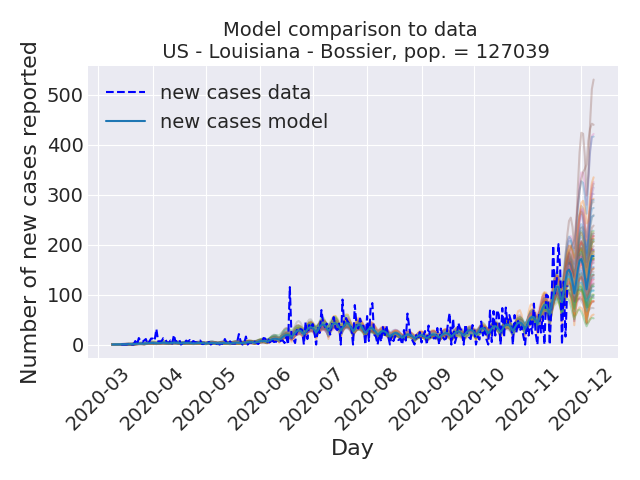 Model comparison to data
US - Louisiana - Bossier, pop. = 127039
Number of new cases reported
new cases data
new cases model
500
400
300
200
100
0
2020-03
2020-04
2020-05
2020-06
2020-07
2020-08
2020-09
2020-10
2020-11
2020-12
Day